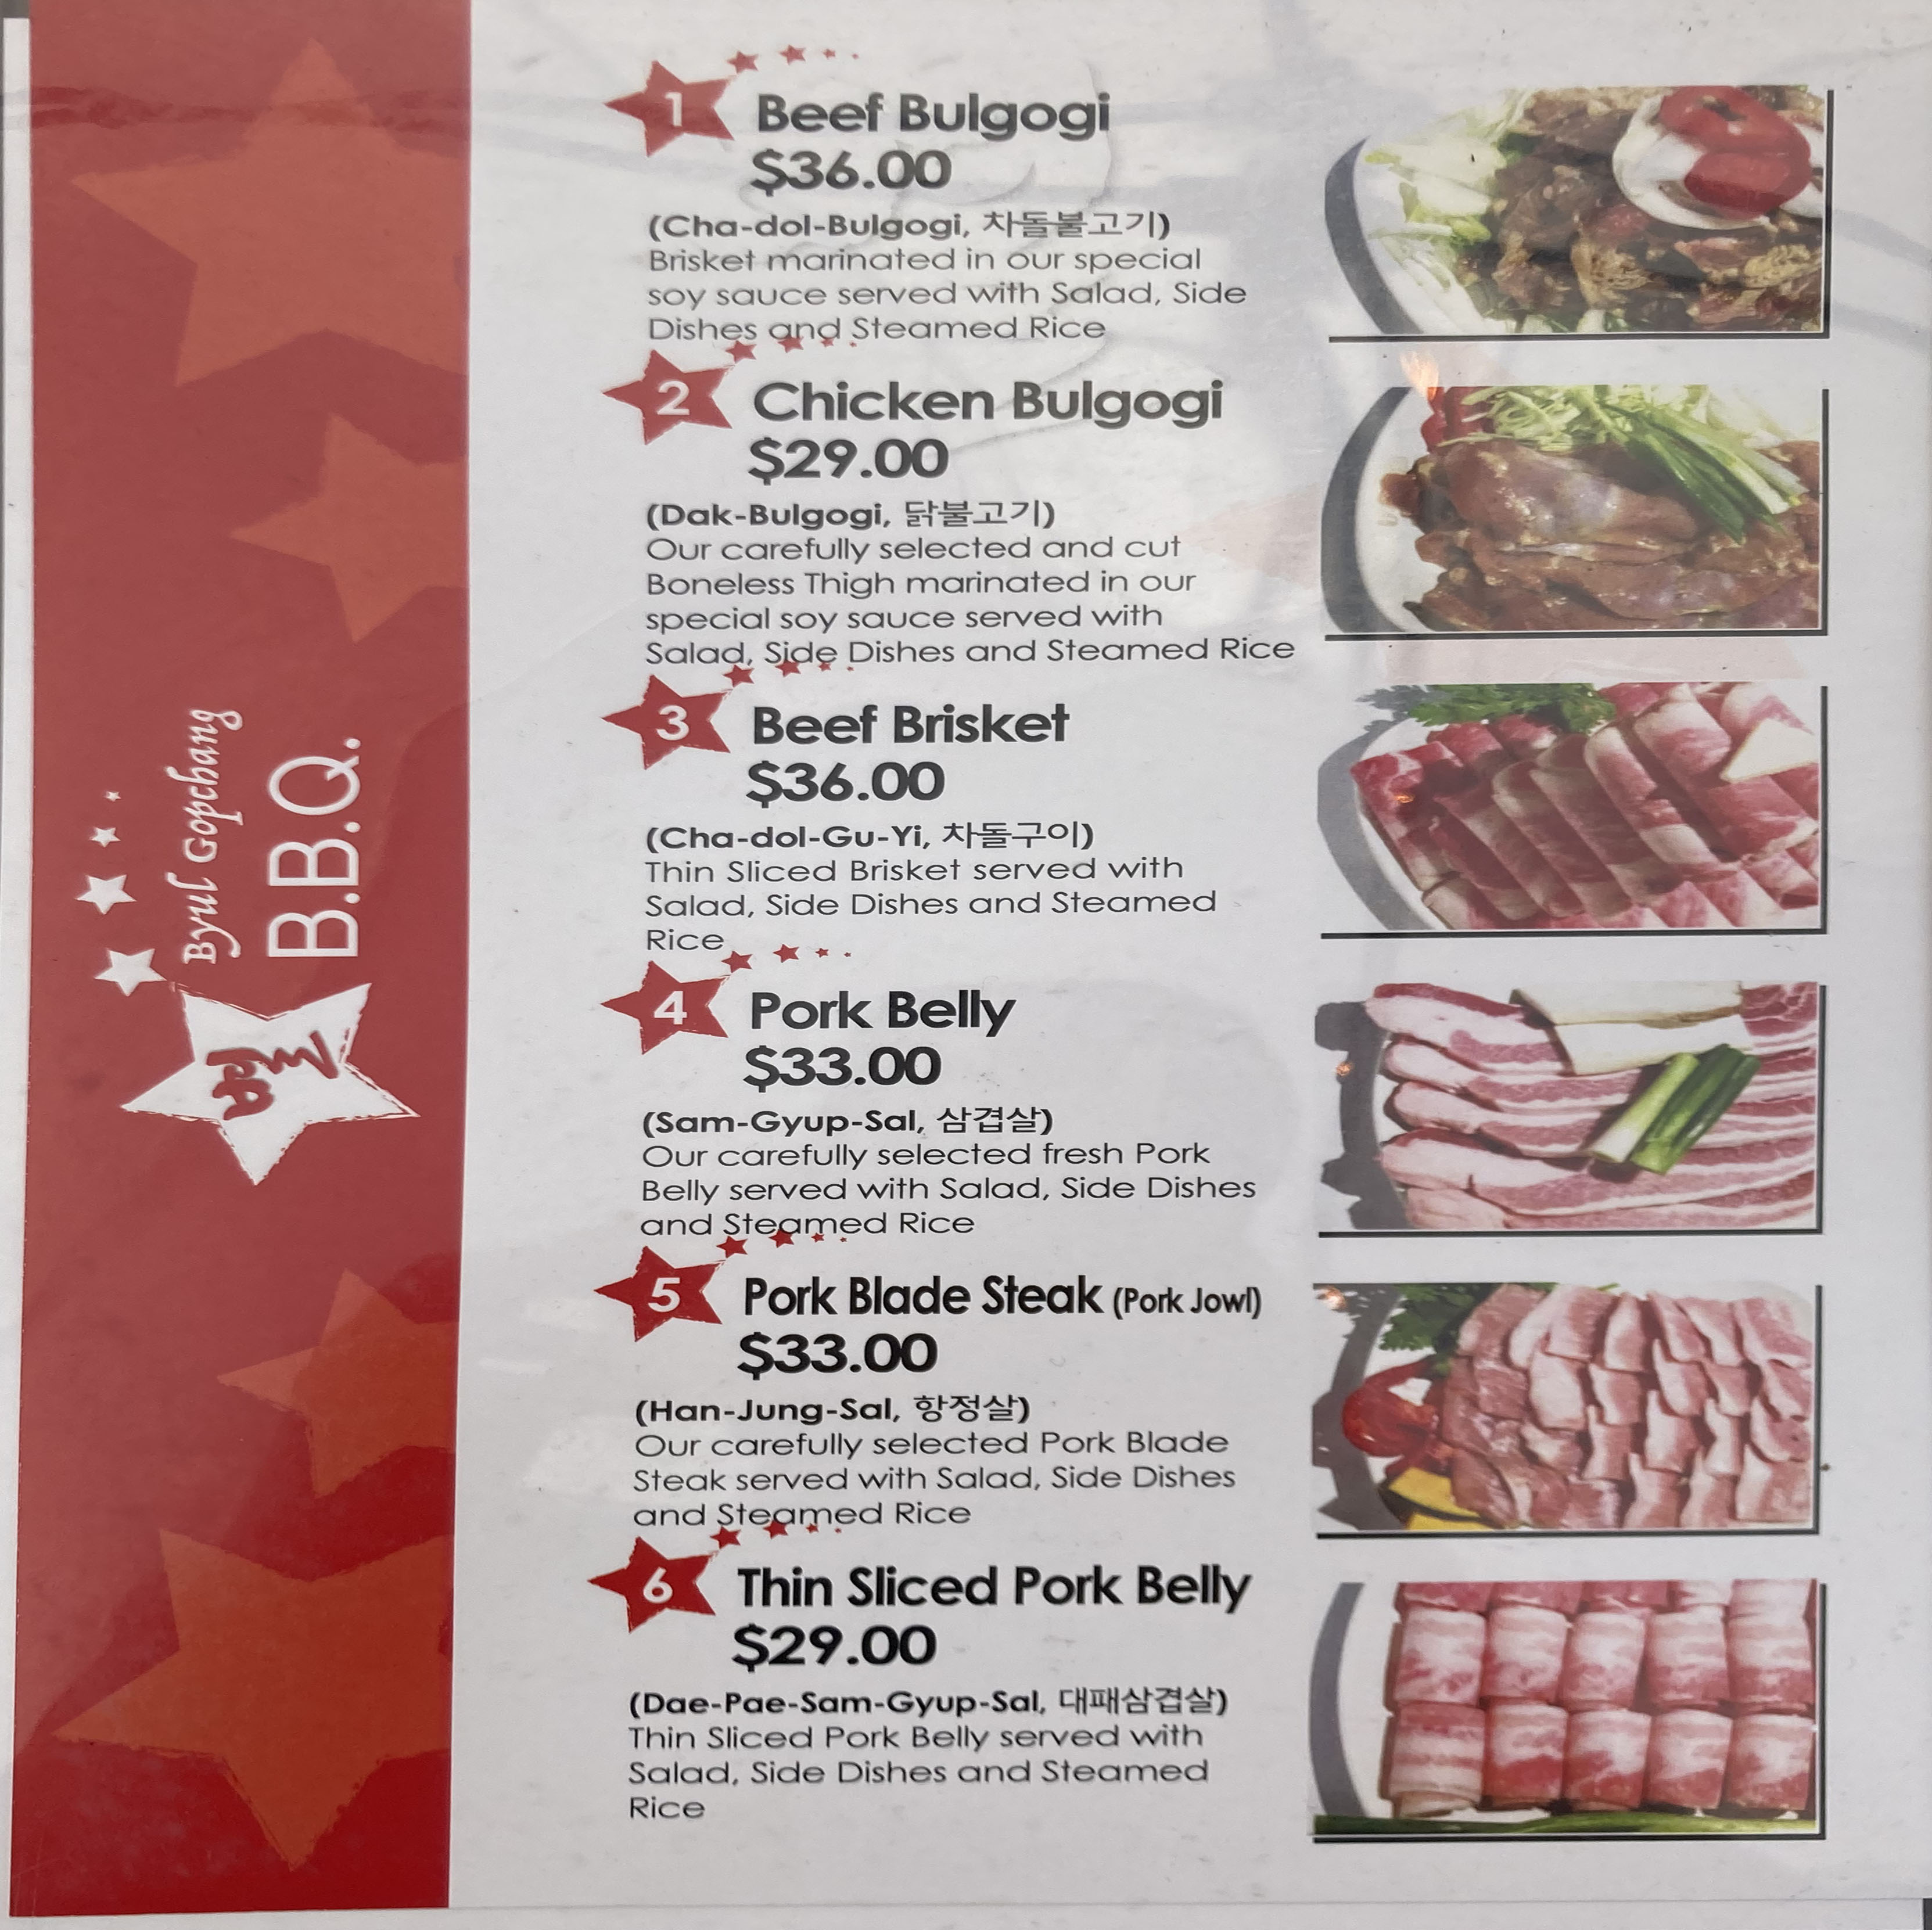 Byul Gopchang
B.B.Q.
별
1
Beef Bulgogi
$36.00
(Cha-dol-Bulgogi, 차돌불고기)
Brisket marinated in our special
soy sauce served with Salad, Side
Dishes and Steamed Rice
2
Chicken Bulgogi
$29.00
(Dak-Bulgogi, 닭불고기)
Our carefully selected and cut
Boneless Thigh marinated in our
special soy sauce served with
Salad, Side Dishes and Steamed Rice
3
Beef Brisket
$36.00
(Cha-dol-Gu-Yi, 차돌구이)
Thin Sliced Brisket served with
Salad, Side Dishes and Steamed
Rice
4
Pork Belly
$33.00
(Sam-Gyup-Sal, 삼겹살)
Our carefully selected fresh Pork
Belly served with Salad, Side Dishes
and Steamed Rice
5
Pork Blade Steak (Pork Jowl)
$33.00
(Han-Jung-Sal, 항정살)
Our carefully selected Pork Blade
Steak served with Salad, Side Dishes
and Steamed Rice
6
Thin Sliced Pork Belly
$29.00
(Dae-Pae-Sam-Gyup-Sal, 대패삼겹살)
Thin Sliced Pork Belly served with
Salad, Side Dishes and Steamed
Rice